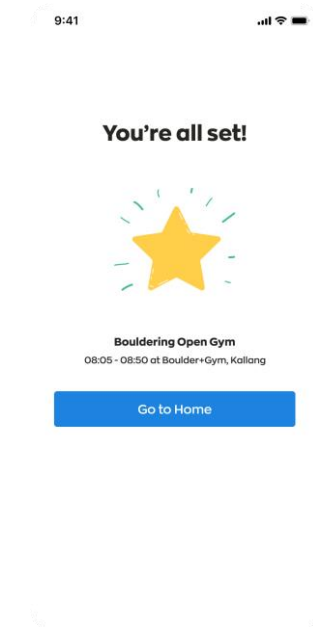 9:41
You're all set!
Bouldering Open Gym
08:05 - 08:50 at Boulder+Gym, Kallang
Go to Home